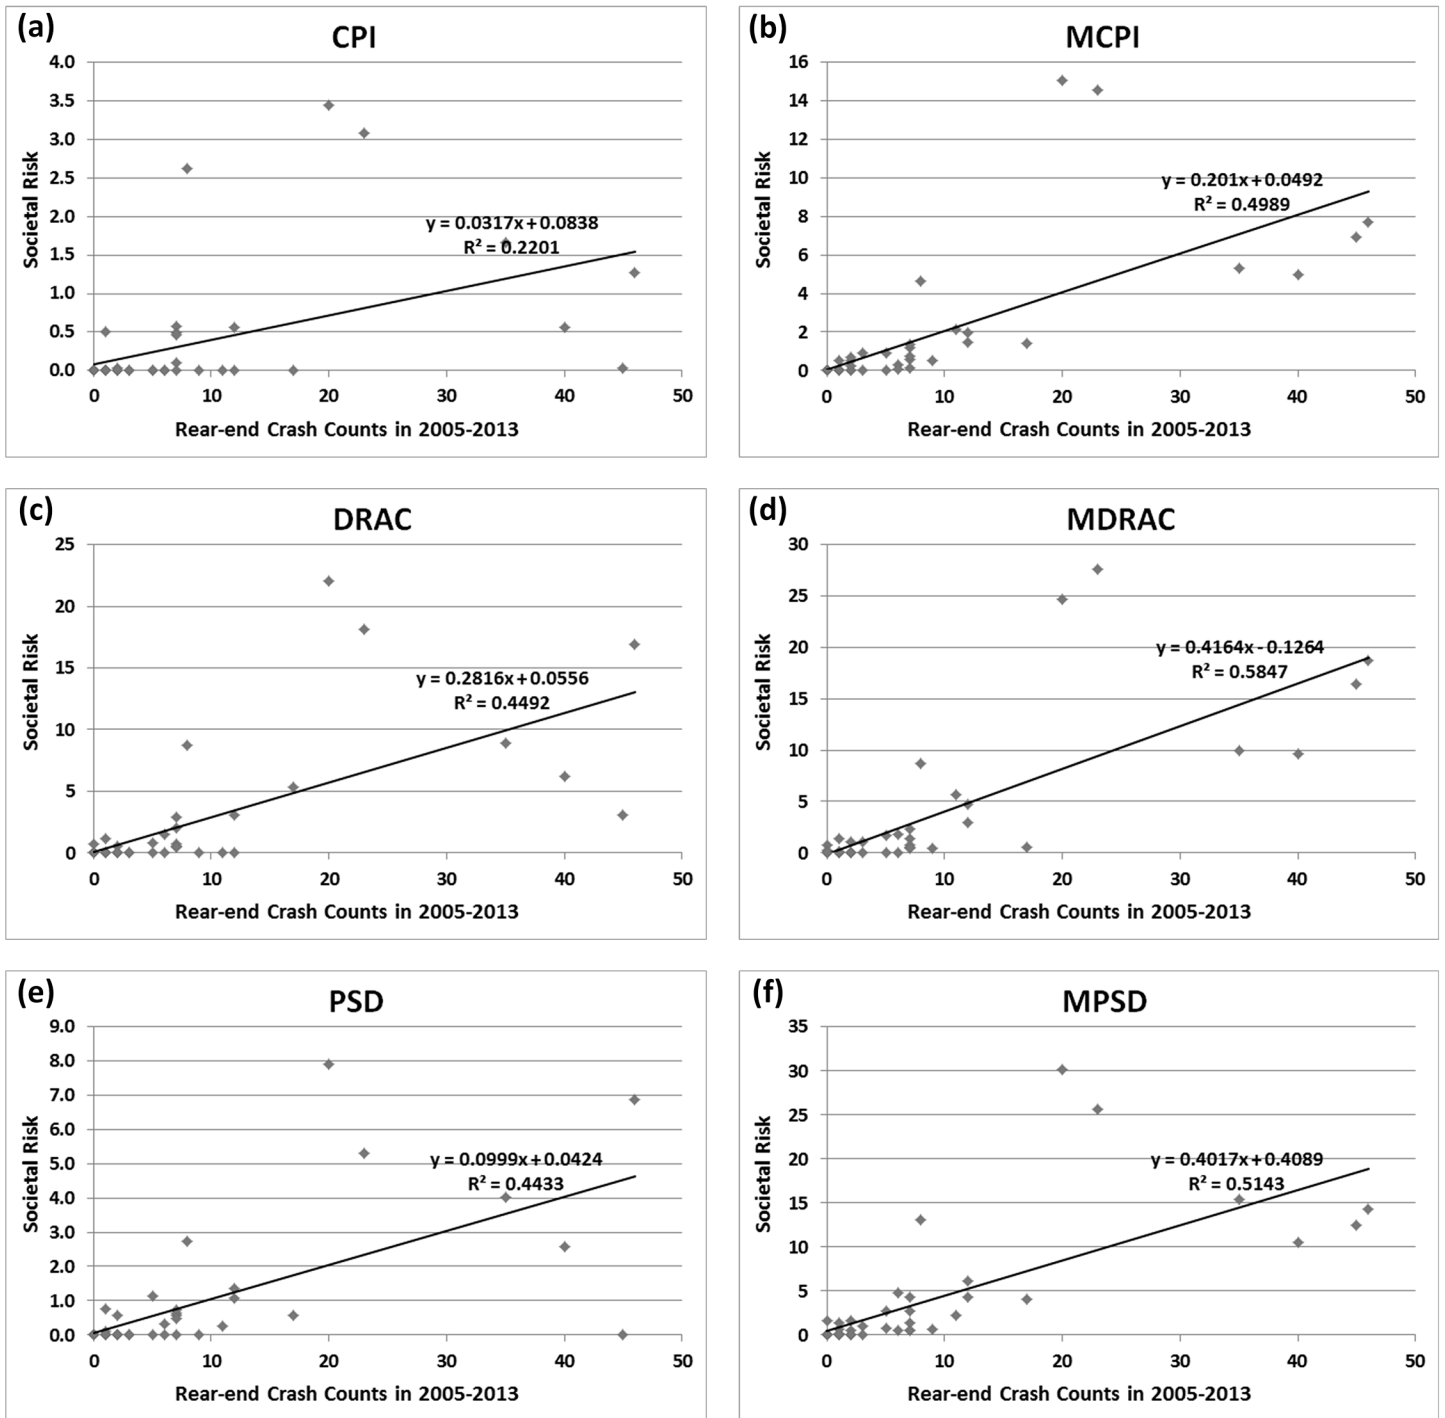 (a)
CPI
4.0
3.5
3.0
2.5
2.0
1.5
1.0
0.5
0.0
Societal Risk
y = 0.0317x+0.0838
R² = 0.2201
0 10 20 30 40 50
Rear-end Crash Counts in 2005-2013
(b)
MCPI
16
14
12
10
8
6
4
2
0
Societal Risk
y = 0.201x+0.0492
R² = 0.4989
0 10 20 30 40 50
Rear-end Crash Counts in 2005-2013
(c)
DRAC
25
20
15
10
5
0
Societal Risk
y = 0.2816x+0.0556
R² = 0.4492
0 10 20 30 40 50
Rear-end Crash Counts in 2005-2013
(d)
MDRAC
30
25
20
15
10
5
0
Societal Risk
y = 0.4164x - 0.1264
R² = 0.5847
0 10 20 30 40 50
Rear-end Crash Counts in 2005-2013
(e)
PSD
9.0
8.0
7.0
6.0
5.0
4.0
3.0
2.0
1.0
0.0
Societal Risk
y = 0.0999x+0.0424
R² = 0.4433
0 10 20 30 40 50
Rear-end Crash Counts in 2005-2013
(f)
MPSD
35
30
25
20
15
10
5
0
Societal Risk
y = 0.4017x+0.4089
R² = 0.5143
0 10 20 30 40 50
Rear-end Crash Counts in 2005-2013